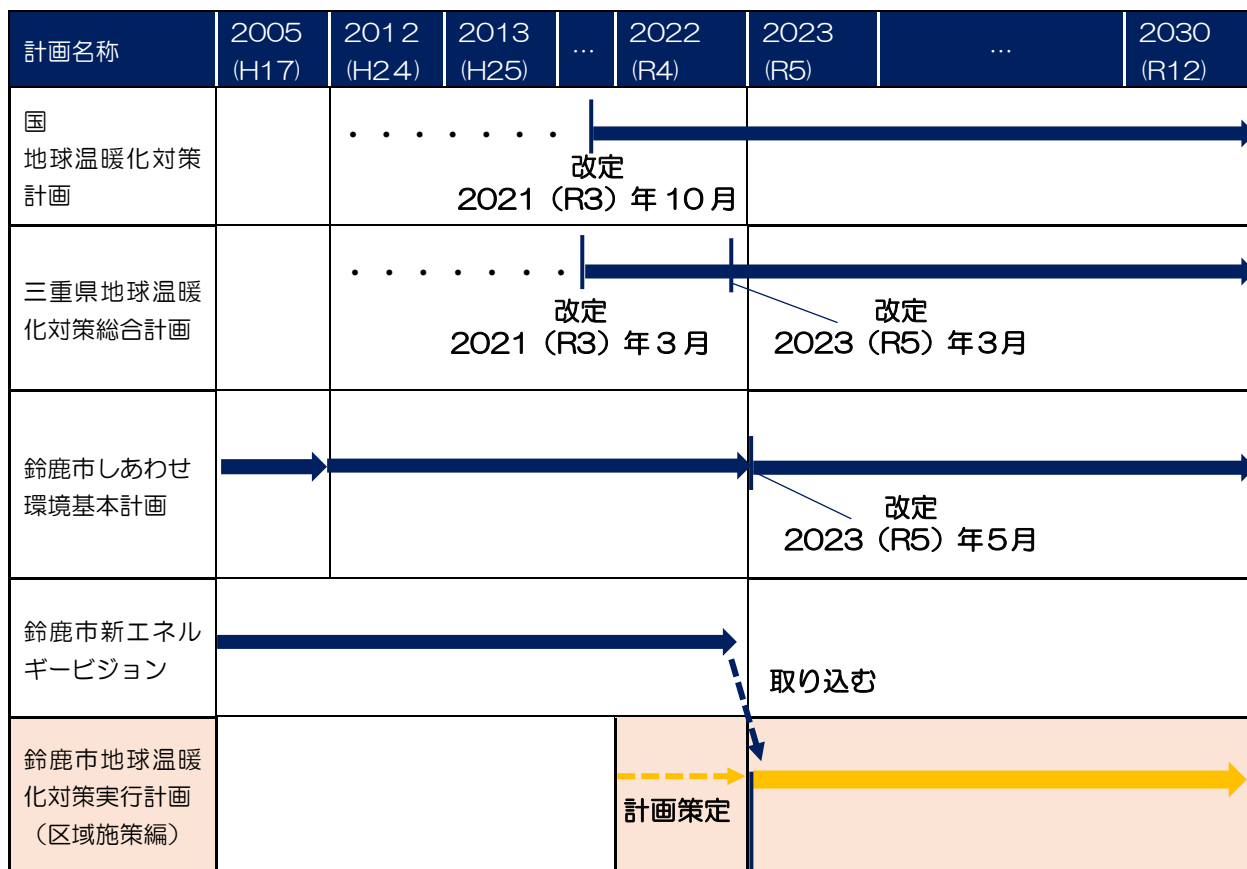 計画名称
2005
(H17)
2012
(H24)
2013
(H25)
…
2022
(R4)
2023
(R5)
…
2030
(R12)
国
地球温暖化対策
計画
・・・・・・・
改定
2021（R3）年10月
三重県地球温暖
化対策総合計画
・・・・・・・
改定
2021（R3）年３月
改定
2023（R5）年３月
鈴鹿市しあわせ
環境基本計画
改定
2023（R5）年５月
鈴鹿市新エネル
ギービジョン
取り込む
鈴鹿市地球温暖
化対策実行計画
（区域施策編）
計画策定